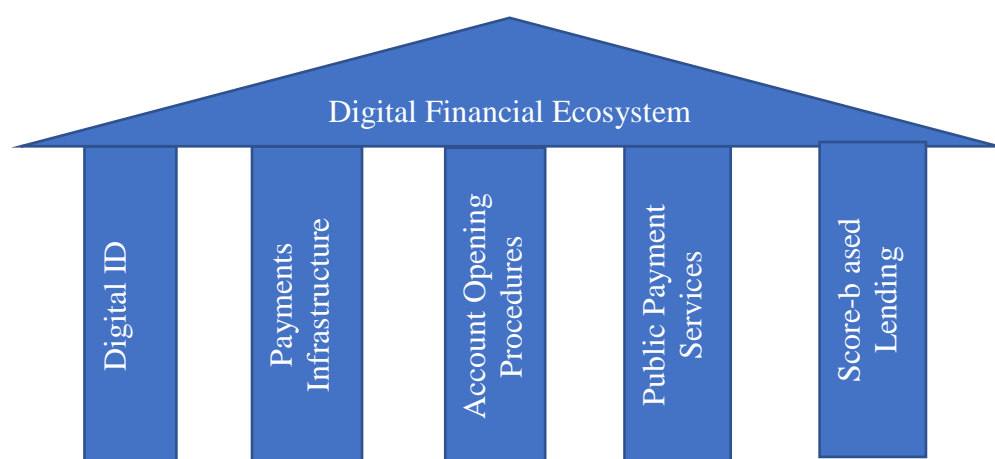 Digital Financial Ecosystem
Digital ID
Payments
Infrastructure
Account Opening
Procedures
Public Payment
Services
Score-b ased
Lending